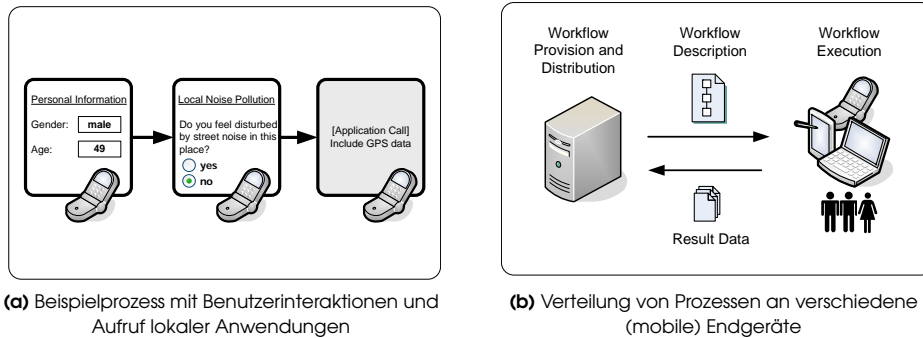 Personal Information
Gender: male
Age: 49
Local Noise Pollution
Do you feel disturbed
by street noise in this
place?
yes
no
[Application Call]
Include GPS data
(a) Beispielprozess mit Benutzerinteraktionen und
Aufruf lokaler Anwendungen
Workflow
Provision and
Distribution
Workflow
Description
Workflow
Execution
Result Data
(b) Verteilung von Prozessen an verschiedene
(mobile) Endgeräte